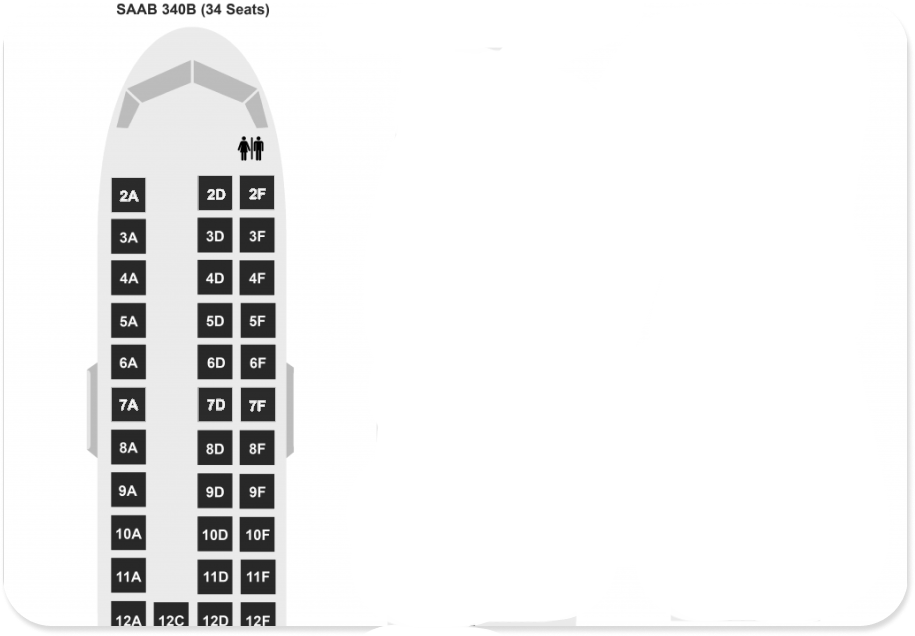 SAAB 340B (34 Seats)
2A 2D 2F
3A 3D 3F
4A 4D 4F
5A 5D 5F
6A 6D 6F
7A 7D 7F
8A 8D 8F
9A 9D 9F
10A 10D 10F
11A 11D 11F
12A 12C 12D 12F